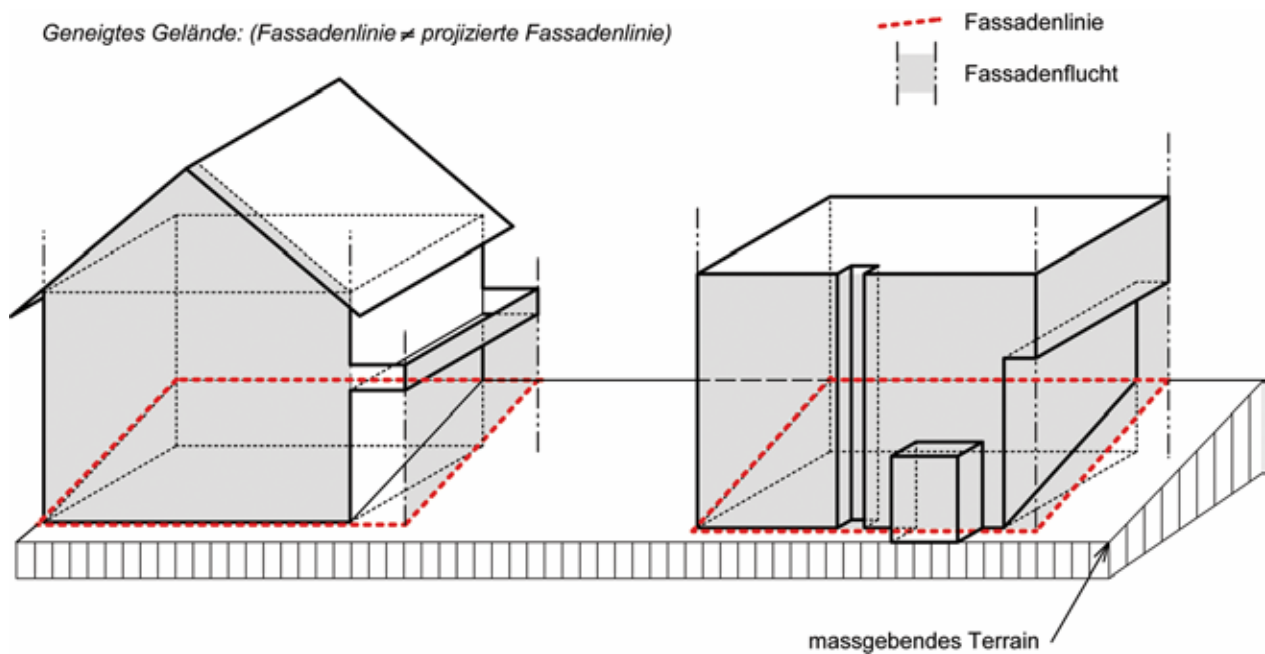 Geneigtes Gelände: (Fassadenlinie ≠ projizierte Fassadenlinie)
Fassadenlinie
Fassadenflucht
massgebendes Terrain